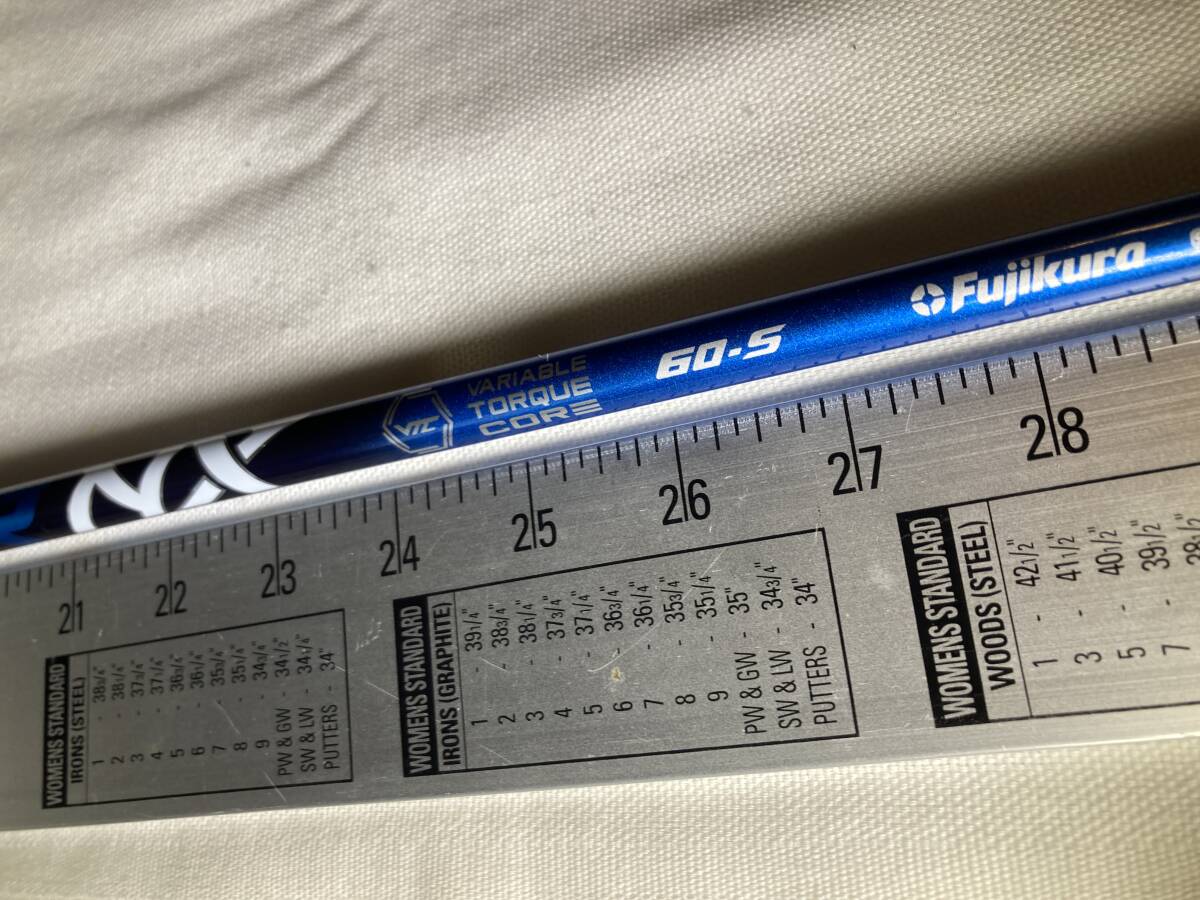 NX
VTC
VARIABLE
TORQUE
CORE
60-S
Fujikura
21 22 23 24 25 26 27 28
WOMENS STANDARD
IRONS (STEEL)
1 - 38 3/4"
2 - 38 1/4"
3 - 37 3/4"
4 - 37 1/4"
5 - 36 3/4"
6 - 36 1/4"
7 - 35 3/4"
8 - 35 1/4"
9 - 34 3/4"
PW & GW - 34 1/2"
SW & LW - 34 1/4"
PUTTERS - 34"
WOMENS STANDARD
IRONS (GRAPHITE)
1 - 39 1/4"
2 - 38 3/4"
3 - 38 1/4"
4 - 37 3/4"
5 - 37 1/4"
6 - 36 3/4"
7 - 36 1/4"
8 - 35 3/4"
9 - 35 1/4"
PW & GW - 35"
SW & LW - 34 3/4"
PUTTERS - 34"
WOMENS STANDARD
WOODS (STEEL)
1 - 42 1/2"
3 - 41 1/2"
5 - 40 1/2"
7 - 39 1/2"
38 1/2"